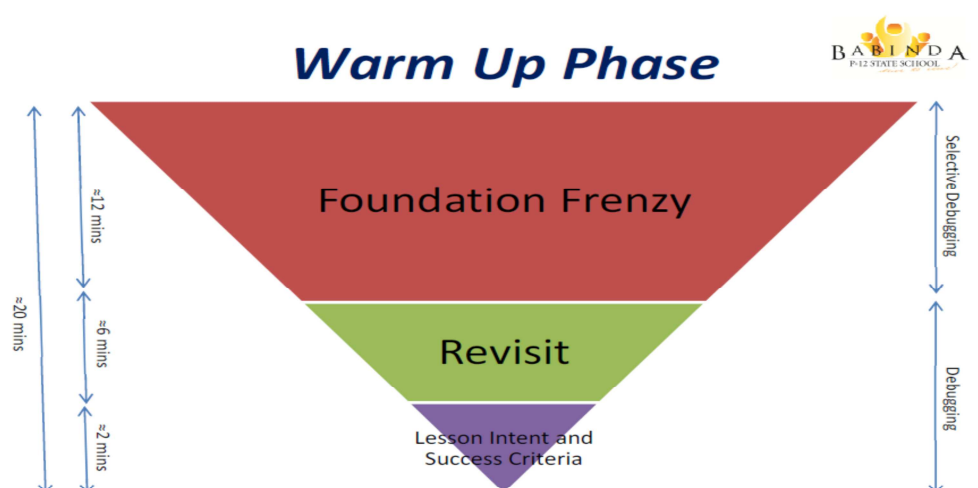 Warm Up Phase
BABINDA
P-12 STATE SCHOOL
Foundation Frenzy
Revisit
Lesson Intent and
Success Criteria
≈20 mins
≈12 mins
≈6 mins
≈2 mins
Selective Debugging
Debugging